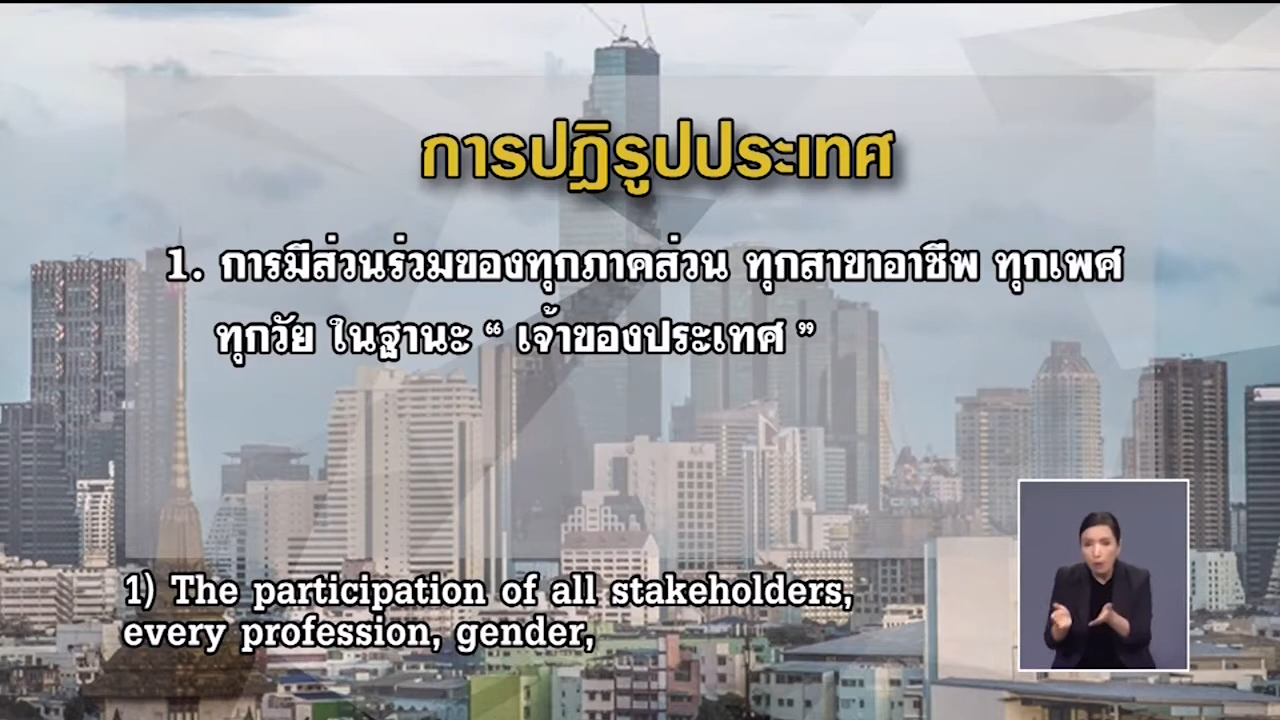 การปฏิรูปประเทศ
1. การมีส่วนร่วมของทุกภาคส่วน ทุกสาขาอาชีพ ทุกเพศ
ทุกวัย ในฐานะ “ เจ้าของประเทศ ”
1) The participation of all stakeholders,
every profession, gender,